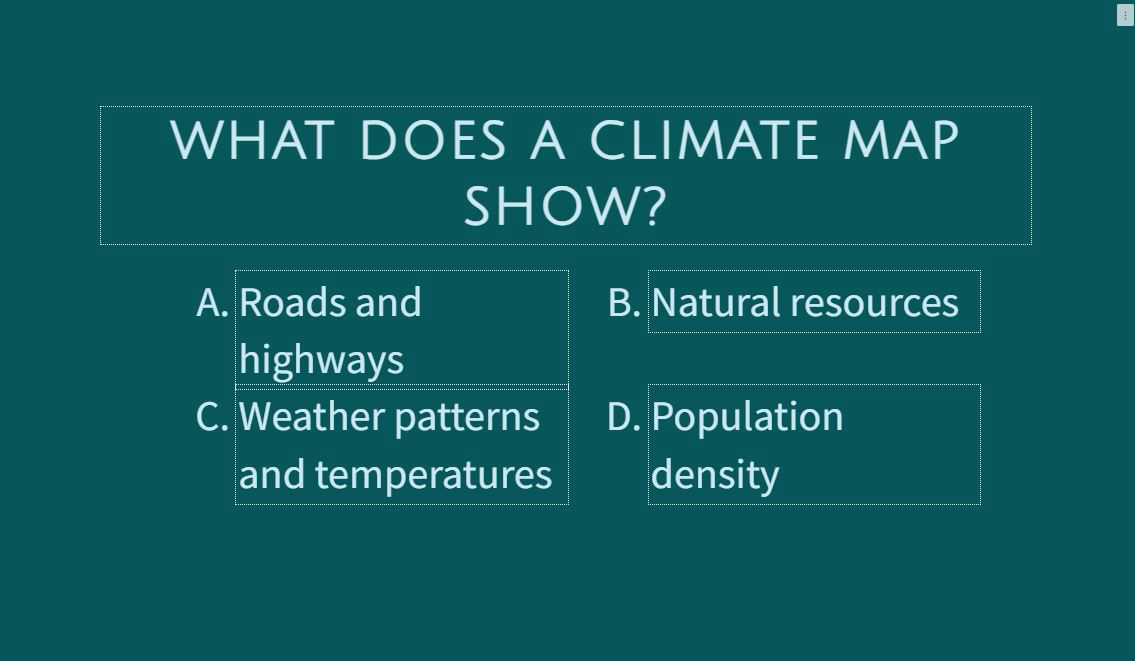 WHAT DOES A CLIMATE MAP
SHOW?
A. Roads and
highways
B. Natural resources
C. Weather patterns
and temperatures
D. Population
density